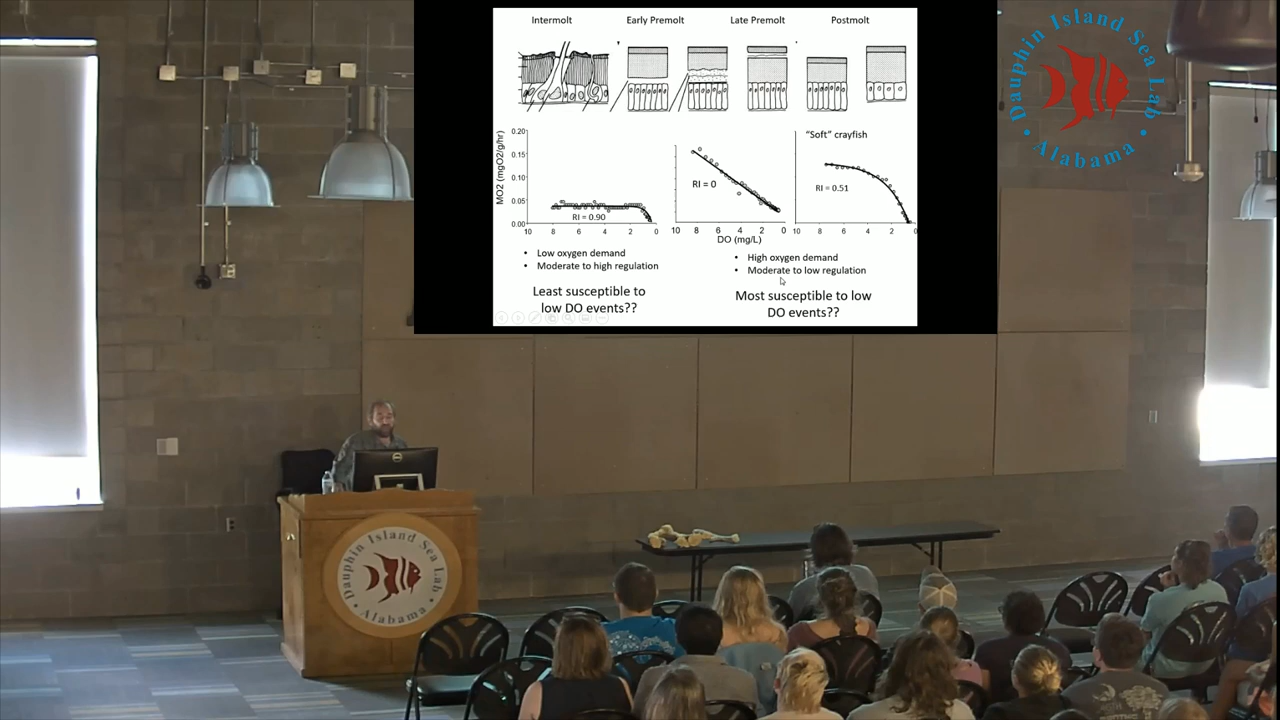 Intermolt
Early Premolt
Late Premolt
Postmolt
MO2 (mgO2/g/hr)
0.20
0.15
0.10
0.05
0.00
RI = 0.90
10 8 6 4 2 0
RI = 0
10 8 6 4 2 0
DO (mg/L)
"Soft" crayfish
RI = 0.51
8 6 4 2 0
• Low oxygen demand
• Moderate to high regulation
Least susceptible to
low DO events??
• High oxygen demand
• Moderate to low regulation
Most susceptible to low
DO events??
Dauphin Island Sea Lab
Alabama
DELL
Dauphin Island Sea Lab
Alabama